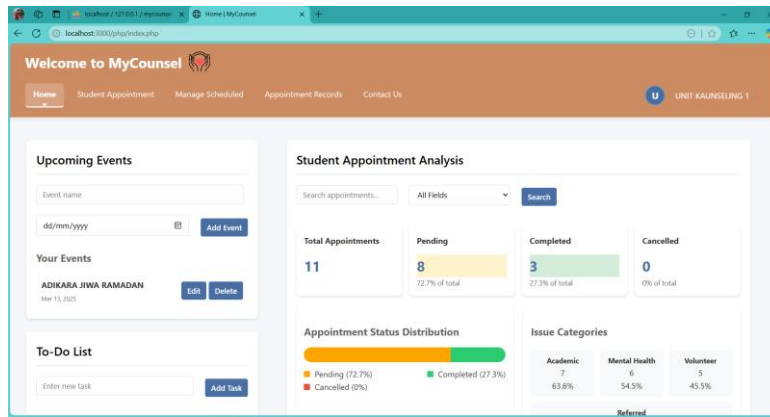 localhost / 127.0.0.1 / mycounse
Home | MyCounsel
localhost:3000/php/index.php
Welcome to MyCounsel
Home
Student Appointment
Manage Scheduled
Appointment Records
Contact Us
U
UNIT KAUNSELING 1
Upcoming Events
Event name
dd/mm/yyyy
Add Event
Your Events
ADIKARA JIWA RAMADAN
Mar 13, 2025
Edit
Delete
To-Do List
Enter new task
Add Task
Student Appointment Analysis
Search appointments...
All Fields
Search
Total Appointments
11
Pending
8
72.7% of total
Completed
3
27.3% of total
Cancelled
0
0% of total
Appointment Status Distribution
Pending (72.7%)
Completed (27.3%)
Cancelled (0%)
Issue Categories
Academic
7
63.6%
Mental Health
6
54.5%
Volunteer
5
45.5%
Referred